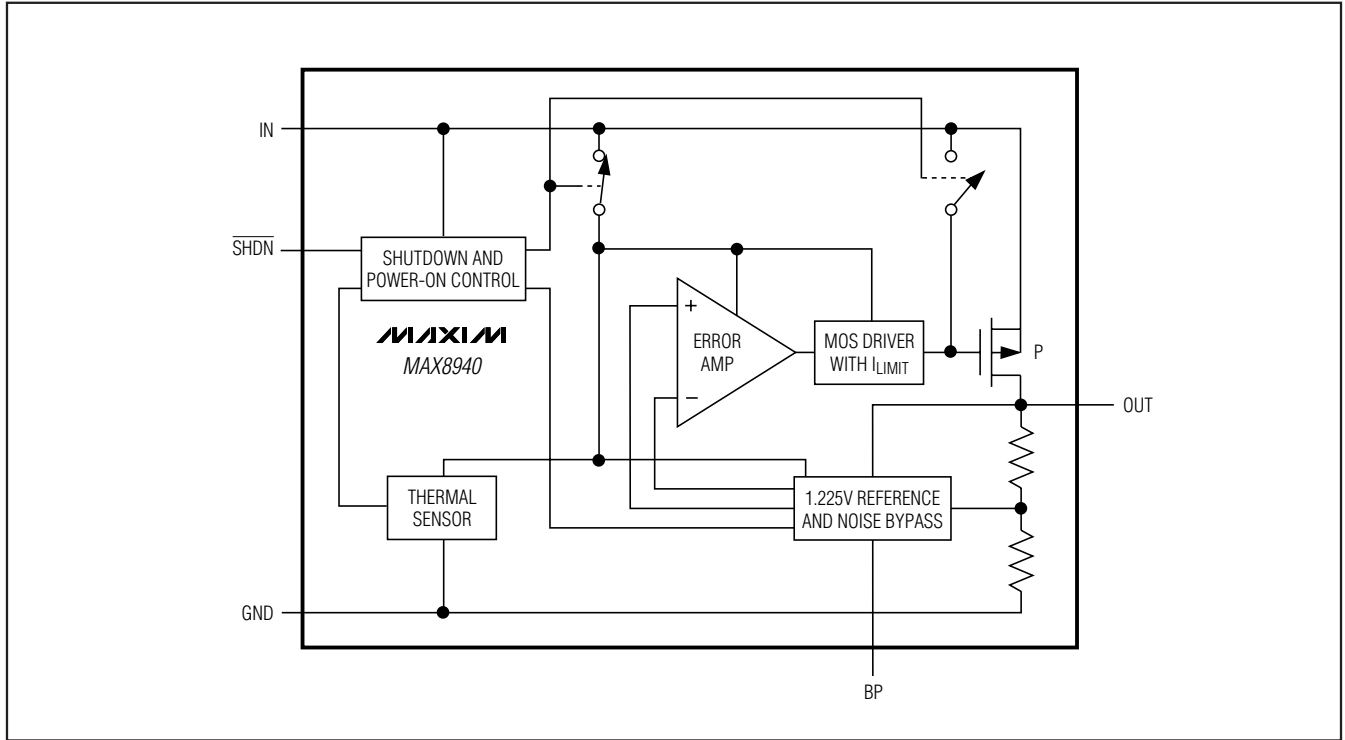 IN
SHDN
SHUTDOWN AND
POWER-ON CONTROL
MAXIM
MAX8940
+
ERROR
AMP
−
MOS DRIVER
WITH ILIMIT
P
OUT
THERMAL
SENSOR
1.225V REFERENCE
AND NOISE BYPASS
GND
BP